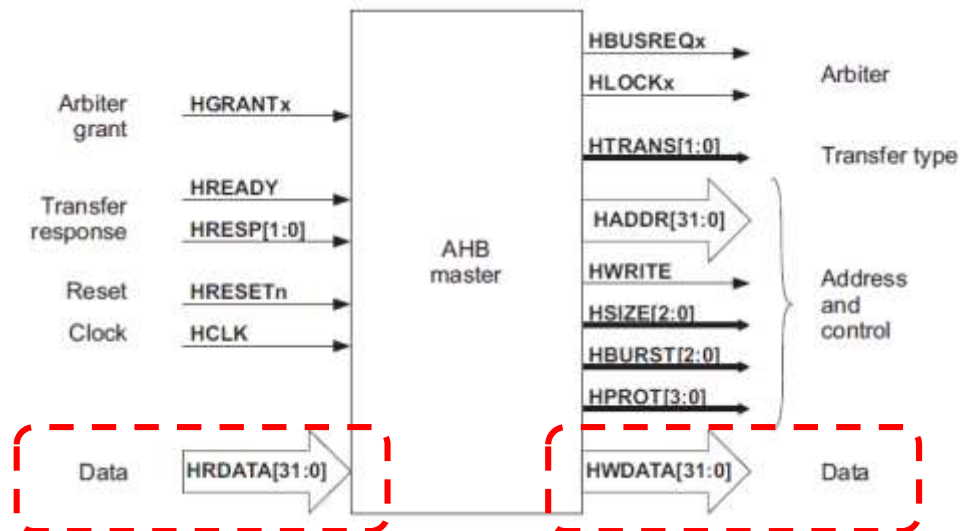 HBUSREQx
Arbiter
HLOCKx
Arbiter
grant
HGRANTx
HTRANS[1:0]
Transfer type
HREADY
Transfer
response
HRESP[1:0]
HADDR[31:0]
AHB
master
HWRITE
Reset
HRESETn
Address
and
control
HSIZE[2:0]
Clock
HCLK
HBURST[2:0]
HPROT[3:0]
Data
HRDATA[31:0]
HWDATA[31:0]
Data